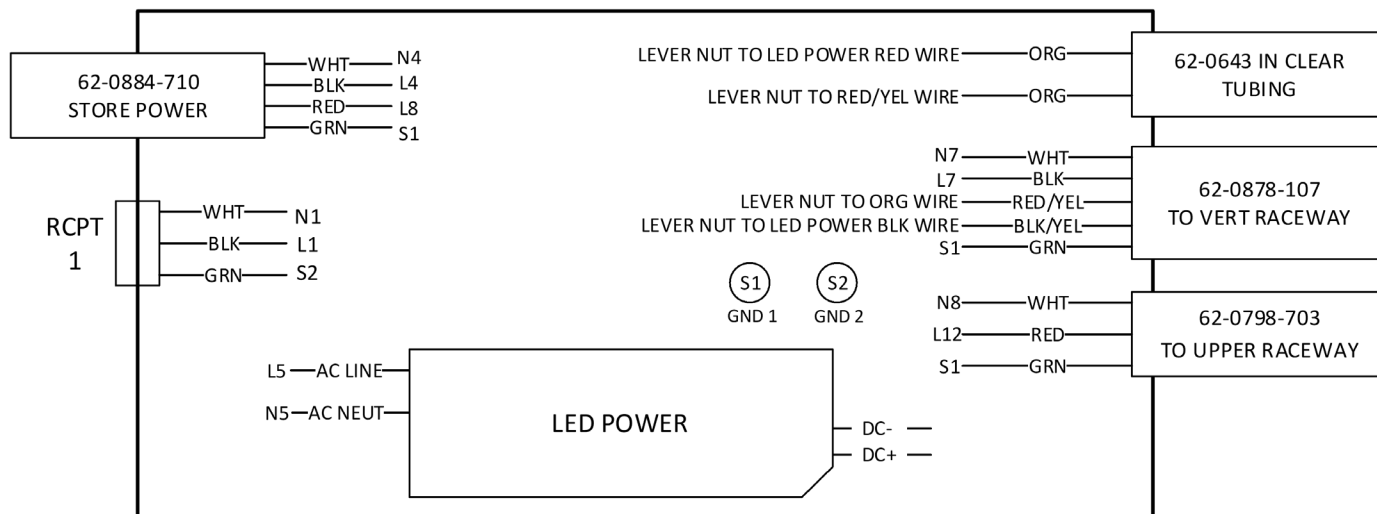 62-0884-710
STORE POWER
WHT N4
BLK L4
RED L8
GRN S1
RCPT
1
WHT N1
BLK L1
GRN S2
LEVER NUT TO LED POWER RED WIRE ORG
LEVER NUT TO RED/YEL WIRE ORG
62-0643 IN CLEAR
TUBING
N7 WHT
L7 BLK
LEVER NUT TO ORG WIRE RED/YEL
LEVER NUT TO LED POWER BLK WIRE BLK/YEL
S1 GRN
62-0878-107
TO VERT RACEWAY
S1
GND 1
S2
GND 2
N8 WHT
L12 RED
S1 GRN
62-0798-703
TO UPPER RACEWAY
L5 AC LINE
N5 AC NEUT
LED POWER
DC-
DC+